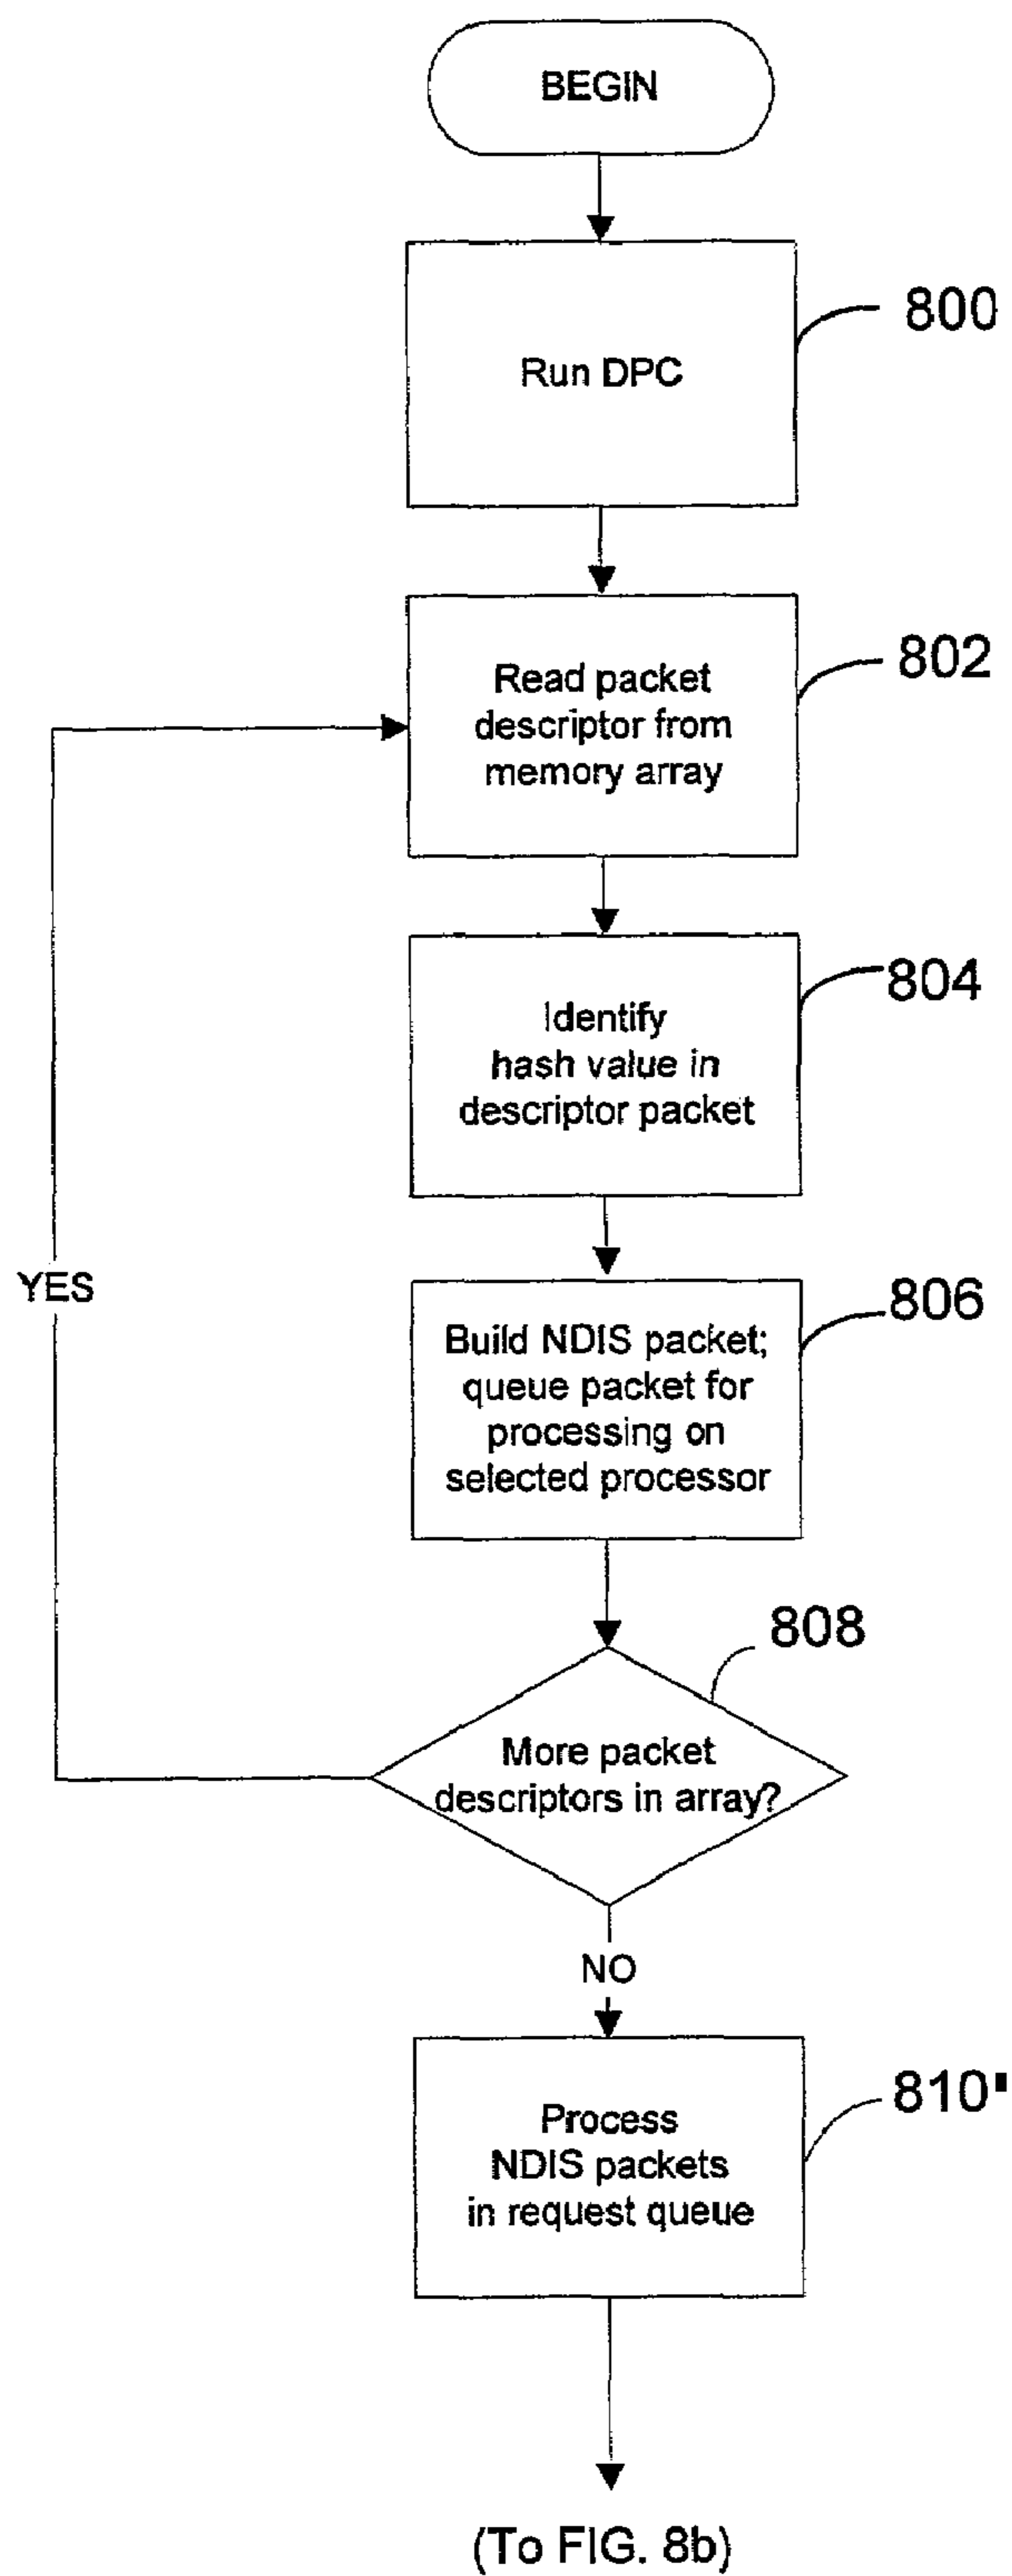 BEGIN
Run DPC
800
Read packet
descriptor from
memory array
802
Identify
hash value in
descriptor packet
804
Build NDIS packet;
queue packet for
processing on
selected processor
806
YES
More packet
descriptors in array?
808
NO
Process
NDIS packets
in request queue
810'
(To FIG. 8b)